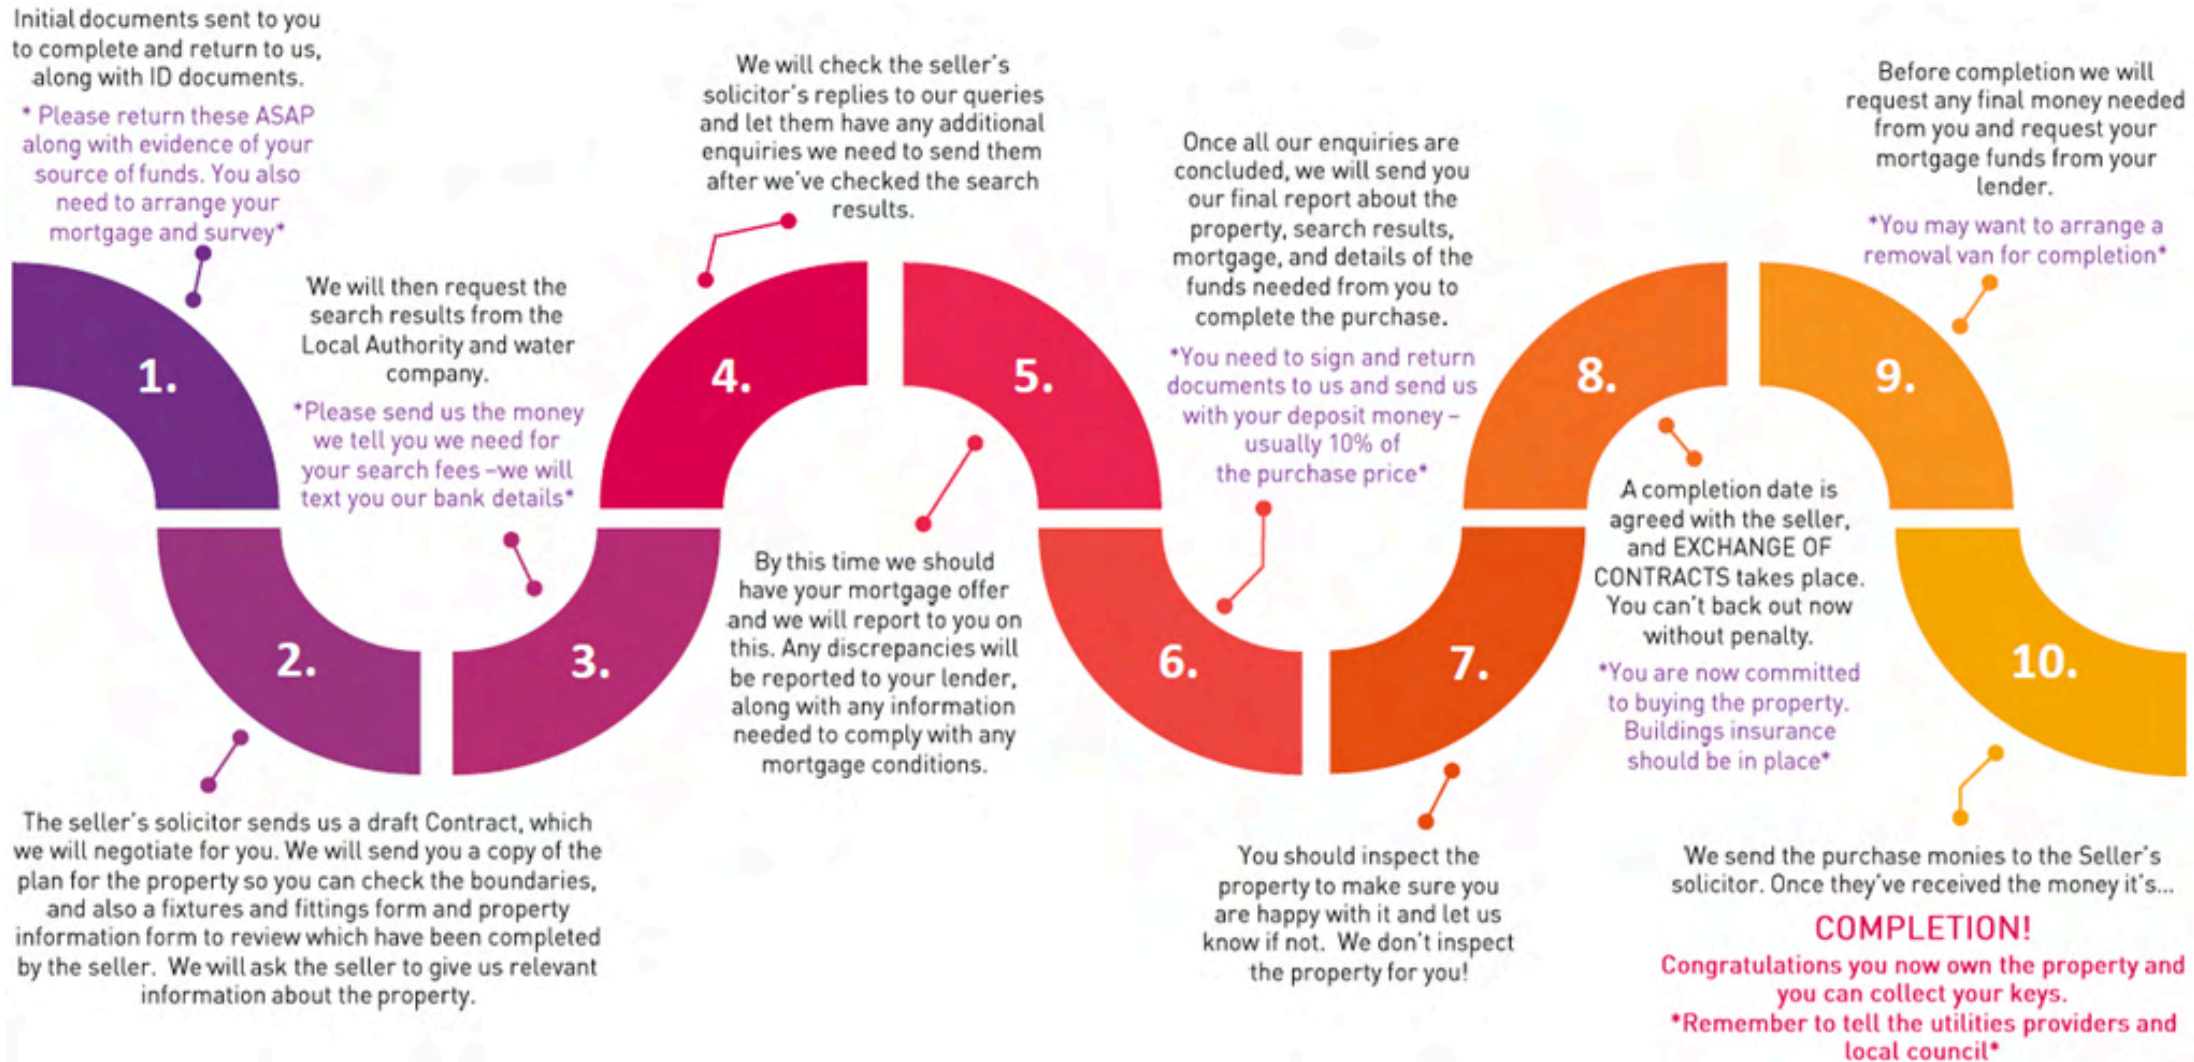 Initial documents sent to you
to complete and return to us,
along with ID documents.
* Please return these ASAP
along with evidence of your
source of funds. You also
need to arrange your
mortgage and survey*
1.
The seller's solicitor sends us a draft Contract, which
we will negotiate for you. We will send you a copy of the
plan for the property so you can check the boundaries,
and also a fixtures and fittings form and property
information form to review which have been completed
by the seller. We will ask the seller to give us relevant
information about the property.
2.
We will then request the
search results from the
Local Authority and water
company.
*Please send us the money
we tell you we need for
your search fees –we will
text you our bank details*
3.
We will check the seller's
solicitor's replies to our queries
and let them have any additional
enquiries we need to send them
after we've checked the search
results.
4.
5.
By this time we should
have your mortgage offer
and we will report to you on
this. Any discrepancies will
be reported to your lender,
along with any information
needed to comply with any
mortgage conditions.
Once all our enquiries are
concluded, we will send you
our final report about the
property, search results,
mortgage, and details of the
funds needed from you to
complete the purchase.
*You need to sign and return
documents to us and send us
with your deposit money –
usually 10% of
the purchase price*
6.
7.
You should inspect the
property to make sure you
are happy with it and let us
know if not. We don't inspect
the property for you!
8.
A completion date is
agreed with the seller,
and EXCHANGE OF
CONTRACTS takes place.
You can't back out now
without penalty.
*You are now committed
to buying the property.
Buildings insurance
should be in place*
Before completion we will
request any final money needed
from you and request your
mortgage funds from your
lender.
*You may want to arrange a
removal van for completion*
9.
10.
We send the purchase monies to the Seller's
solicitor. Once they've received the money it's...
COMPLETION!
Congratulations you now own the property and
you can collect your keys.
*Remember to tell the utilities providers and
local council*